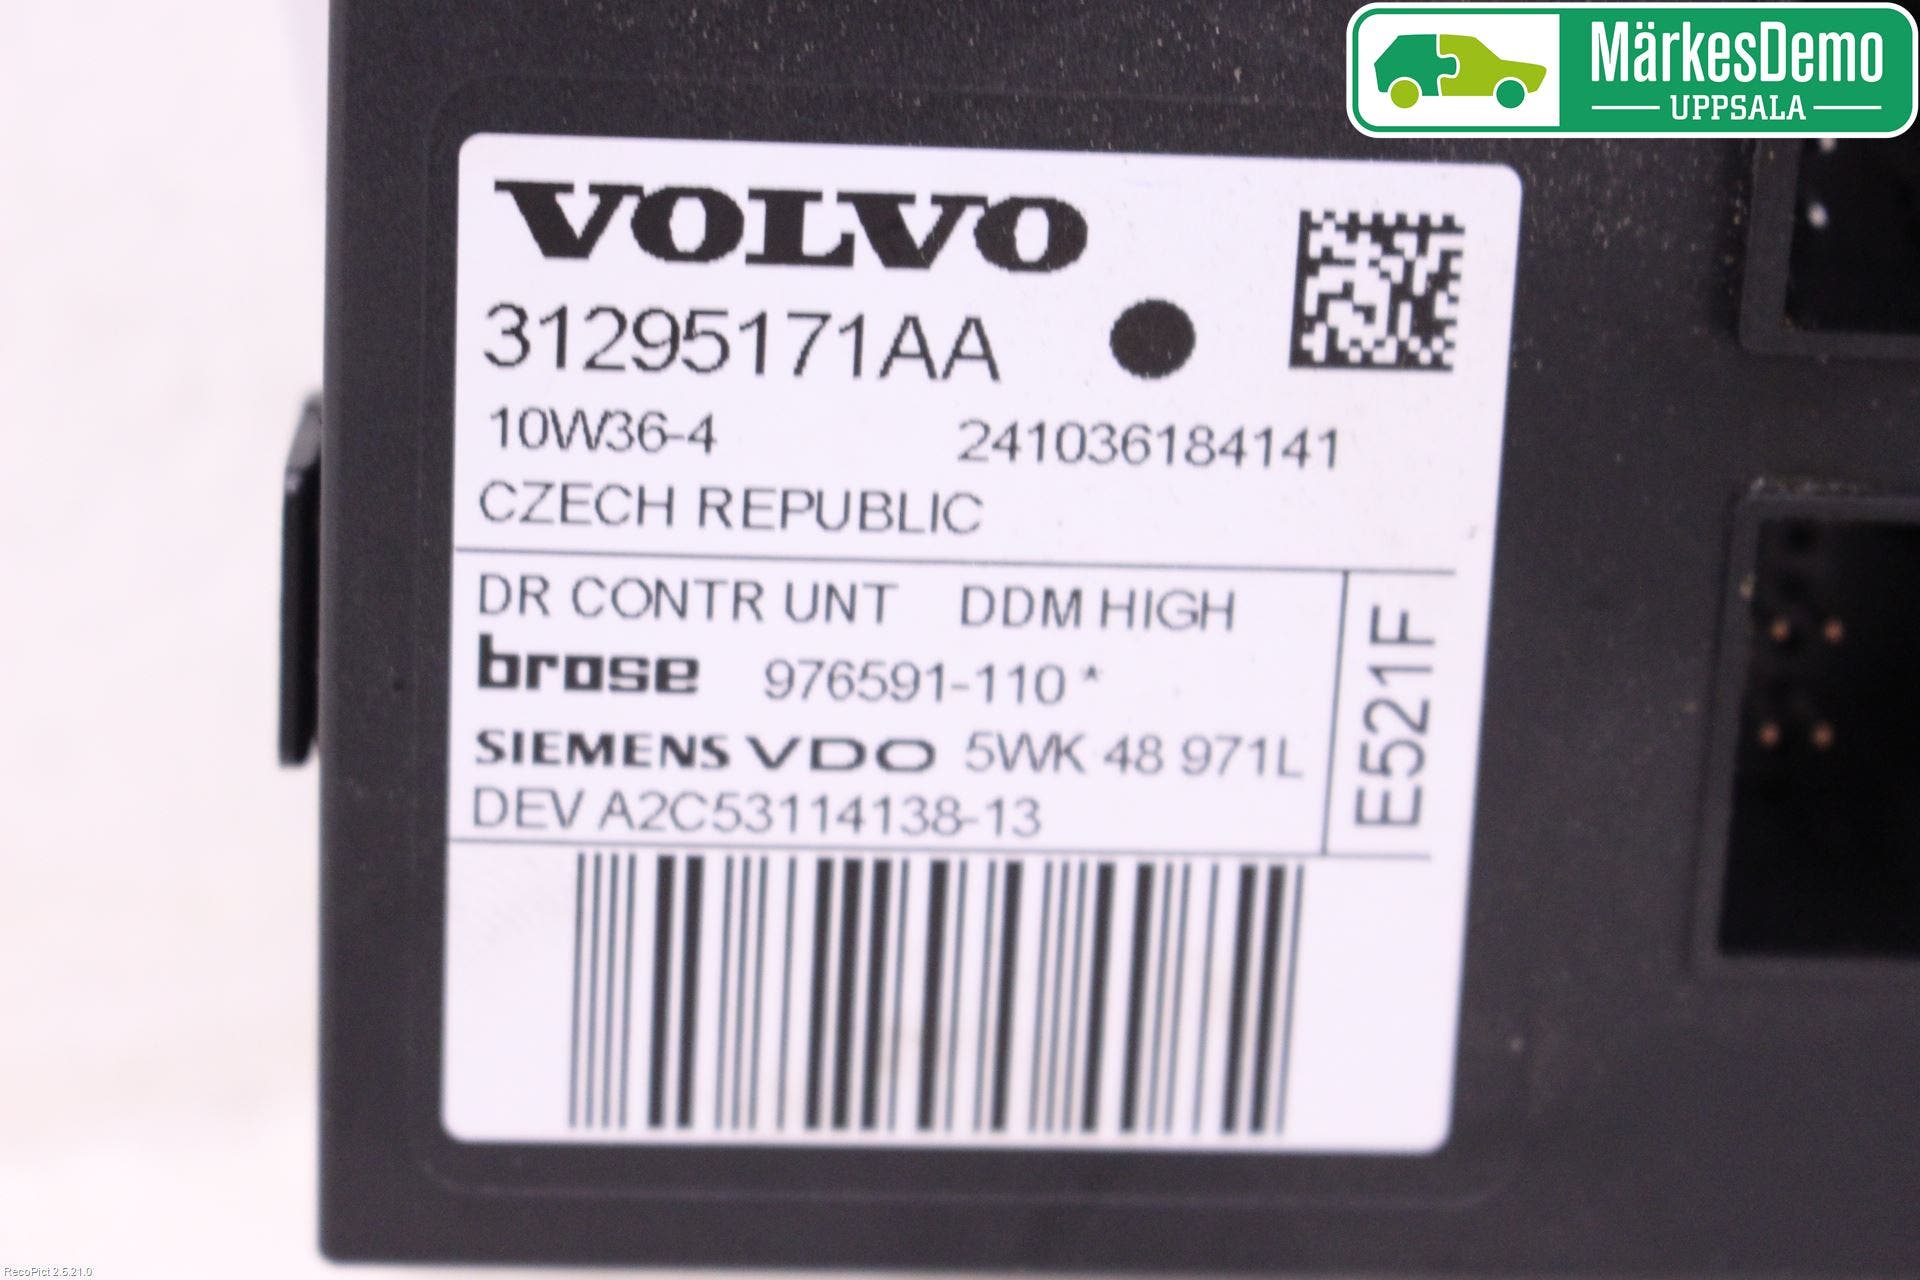 MärkesDemo
UPPSALA
VOLVO
31295171AA
10W36-4 241036184141
CZECH REPUBLIC
DR CONTR UNT DDM HIGH
brose 976591-110 *
SIEMENS VDO 5WK 48 971L
DEV A2C53114138-13
E521F
RecoPict 2.5.21.0